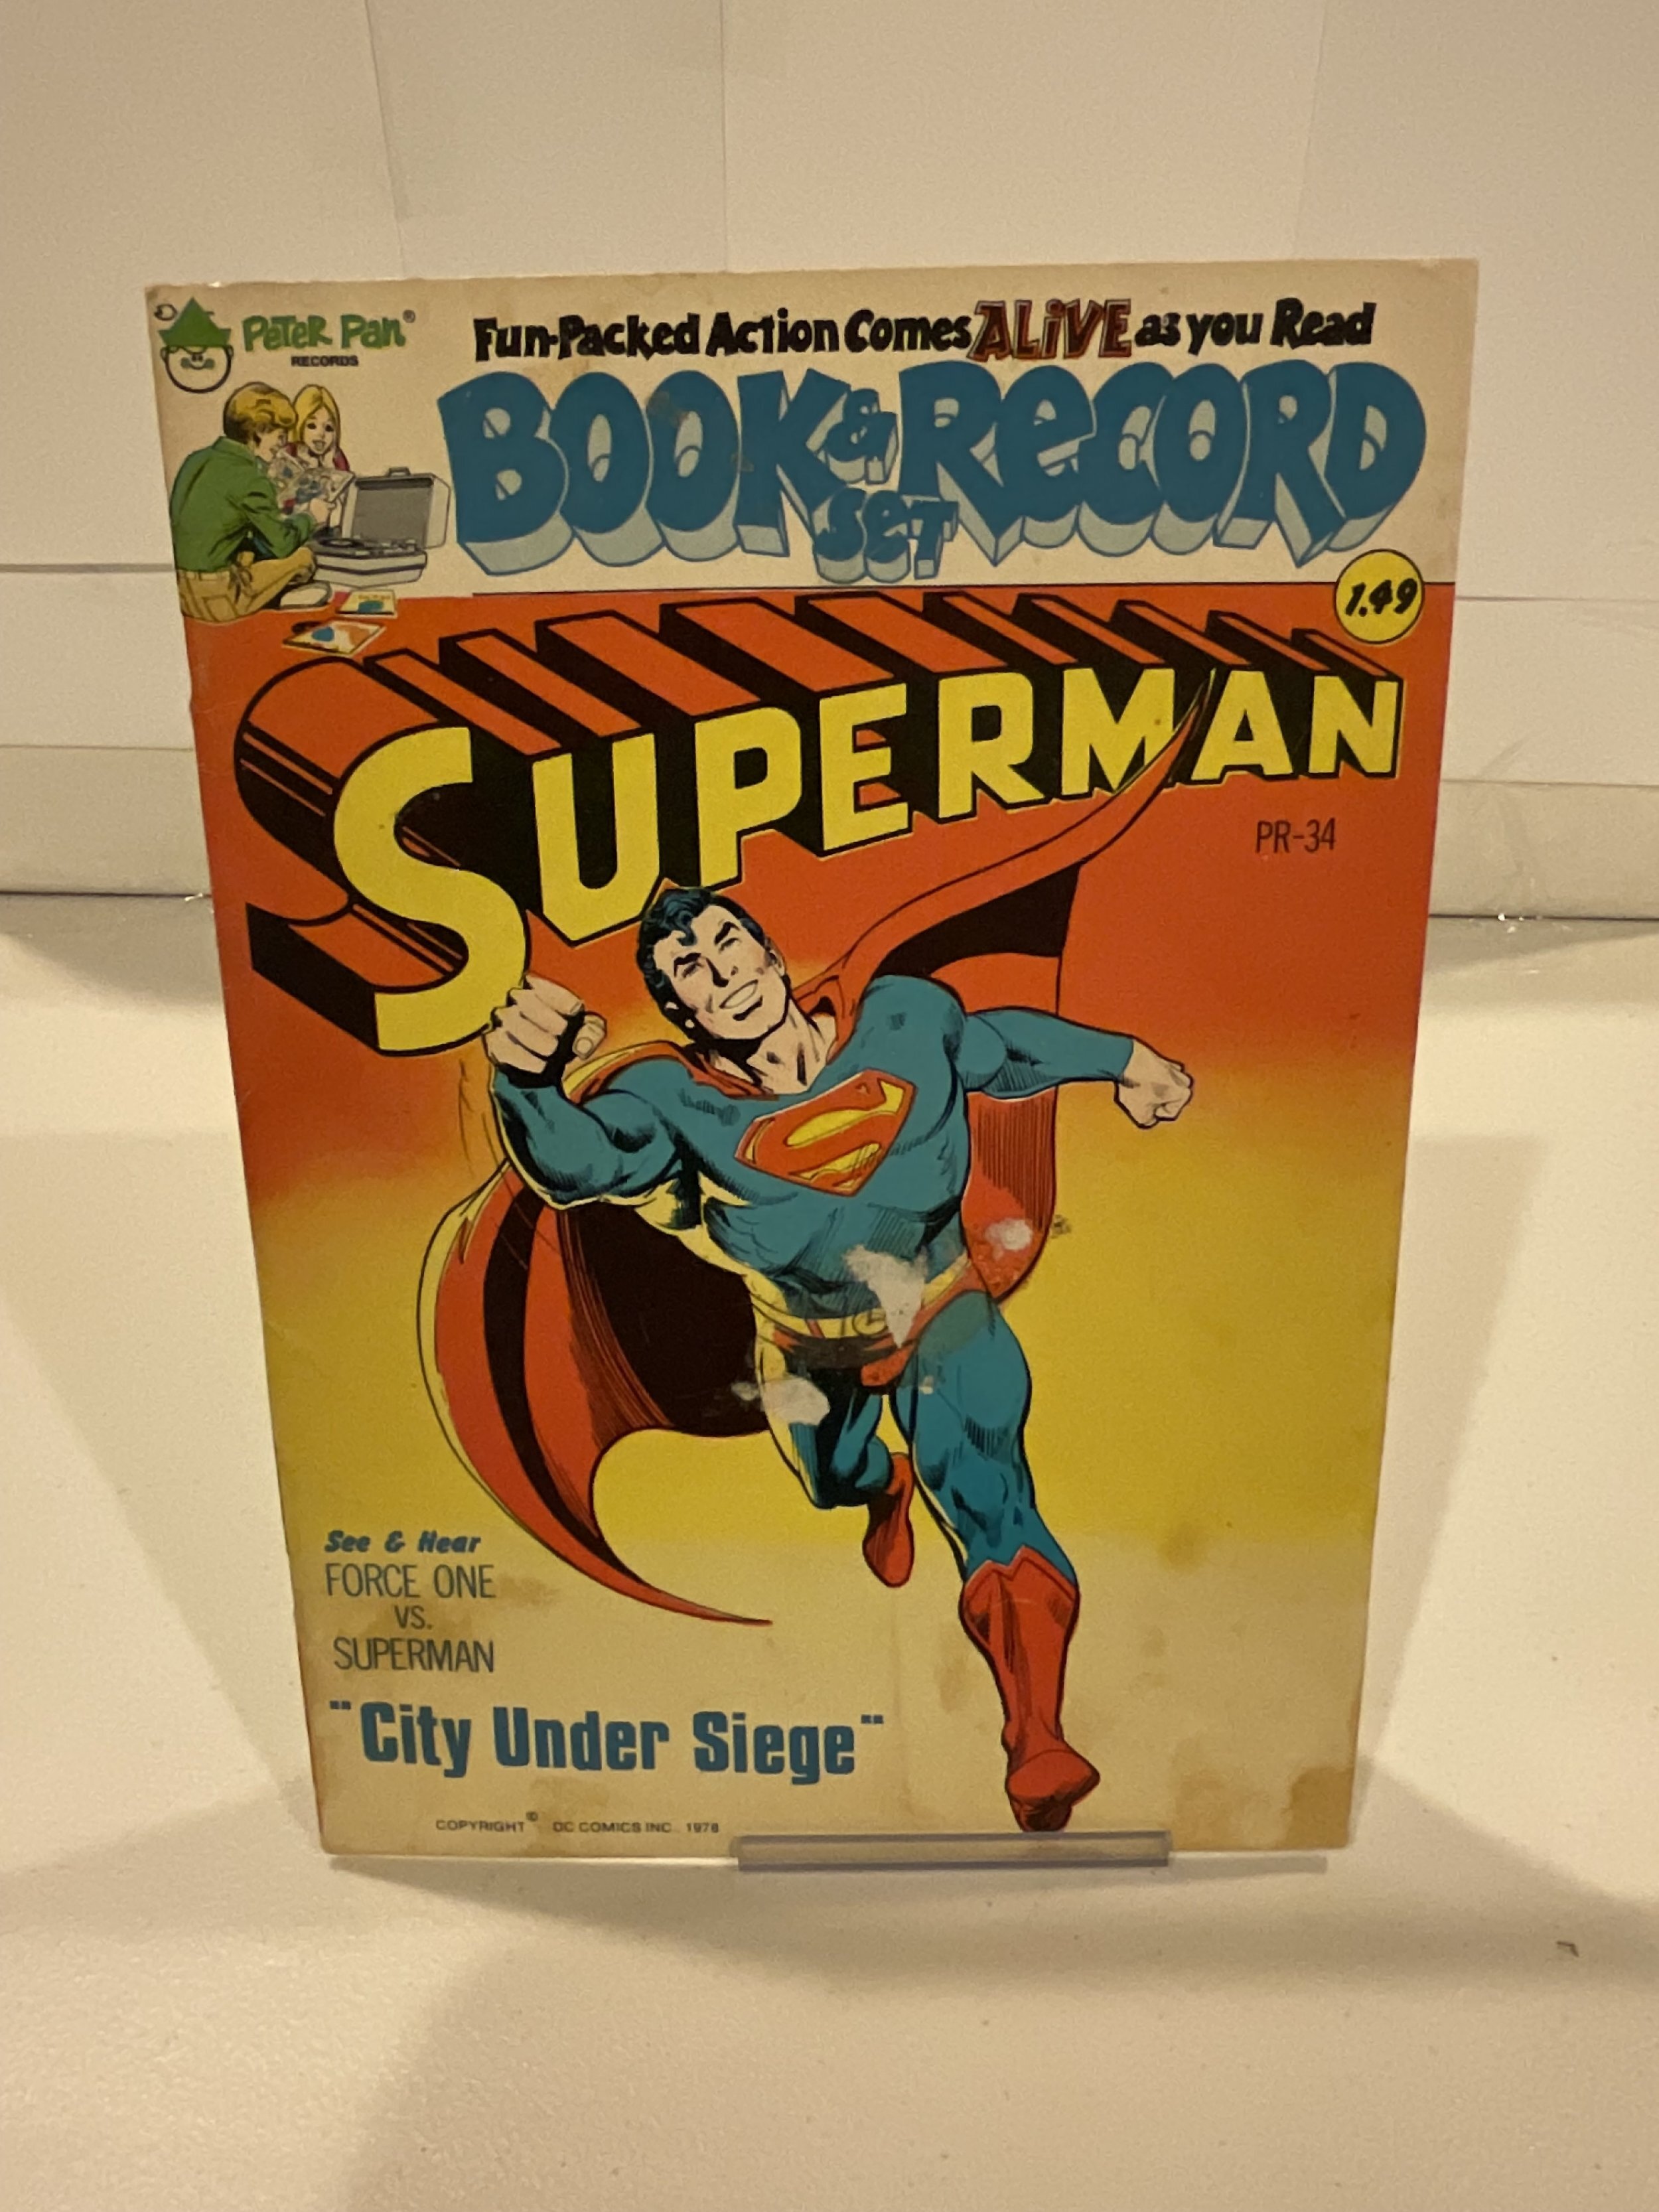 Peter Pan®
RECORDS
Fun-Packed Action Comes ALIVE as you Read
BOOK & RECORD
SET
1.49
SUPERMAN
PR-34
See & Hear
FORCE ONE
VS.
SUPERMAN
"City Under Siege"
COPYRIGHT © DC COMICS INC. 1978